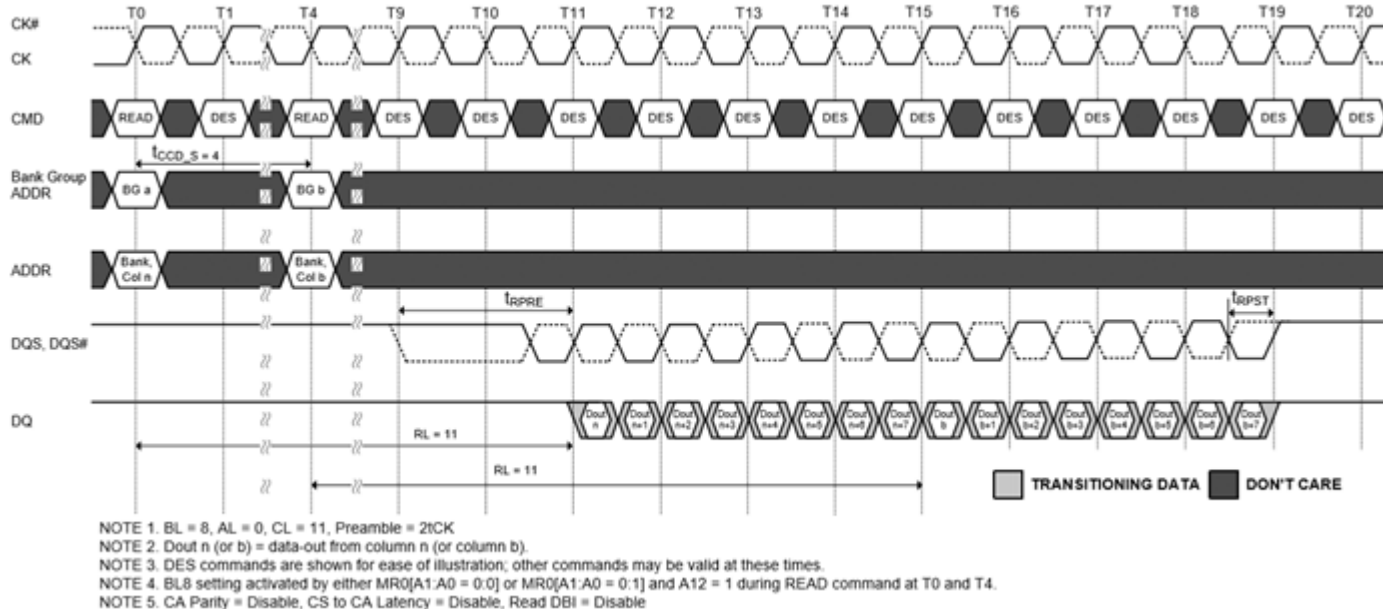 T0 T1 T4 T9 T10 T11 T12 T13 T14 T15 T16 T17 T18 T19 T20
CK#
CK
CMD READ DES READ DES DES DES DES DES DES DES DES DES DES DES DES
tCCD_S = 4
Bank Group
ADDR
BG a BG b
ADDR
Bank, Col n
Bank, Col b
tRPRE tRPST
DQS, DQS#
DQ
Dout n Dout n+1 Dout n+2 Dout n+3 Dout n+4 Dout n+5 Dout n+6 Dout n+7 Dout b Dout b+1 Dout b+2 Dout b+3 Dout b+4 Dout b+5 Dout b+6 Dout b+7
RL = 11
RL = 11
TRANSITIONING DATA DON'T CARE
NOTE 1. BL = 8, AL = 0, CL = 11, Preamble = 2tCK
NOTE 2. Dout n (or b) = data-out from column n (or column b).
NOTE 3. DES commands are shown for ease of illustration; other commands may be valid at these times.
NOTE 4. BL8 setting activated by either MR0[A1:A0 = 0:0] or MR0[A1:A0 = 0:1] and A12 = 1 during READ command at T0 and T4.
NOTE 5. CA Parity = Disable, CS to CA Latency = Disable, Read DBI = Disable